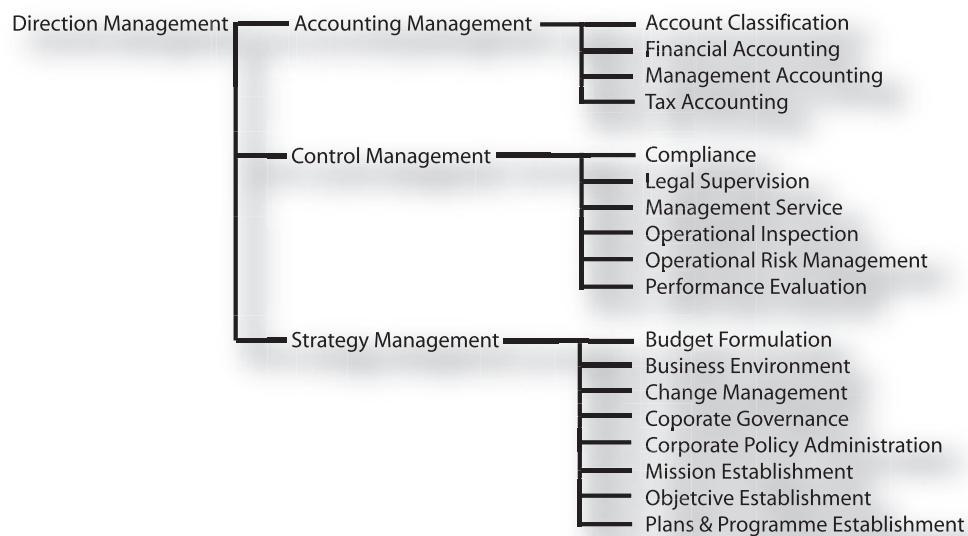 Direction Management Accounting Management Account Classification
Financial Accounting
Management Accounting
Tax Accounting
Control Management Compliance
Legal Supervision
Management Service
Operational Inspection
Operational Risk Management
Performance Evaluation
Strategy Management Budget Formulation
Business Environment
Change Management
Coporate Governance
Corporate Policy Administration
Mission Establishment
Objetcive Establishment
Plans & Programme Establishment